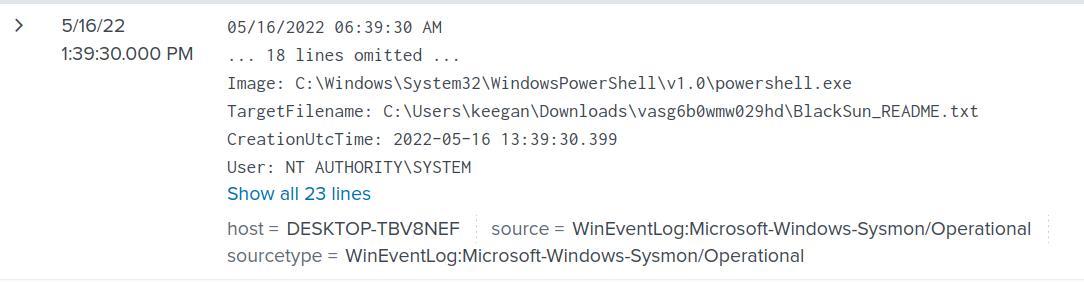 > 5/16/22 05/16/2022 06:39:30 AM
1:39:30.000 PM ... 18 lines omitted ...
Image: C:\Windows\System32\WindowsPowerShell\v1.0\powershell.exe
TargetFilename: C:\Users\keegan\Downloads\vasg6b0wmw029hd\BlackSun_README.txt
CreationUtcTime: 2022-05-16 13:39:30.399
User: NT AUTHORITY\SYSTEM
Show all 23 lines
host = DESKTOP-TBV8NEF source = WinEventLog:Microsoft-Windows-Sysmon/Operational
sourcetype = WinEventLog:Microsoft-Windows-Sysmon/Operational